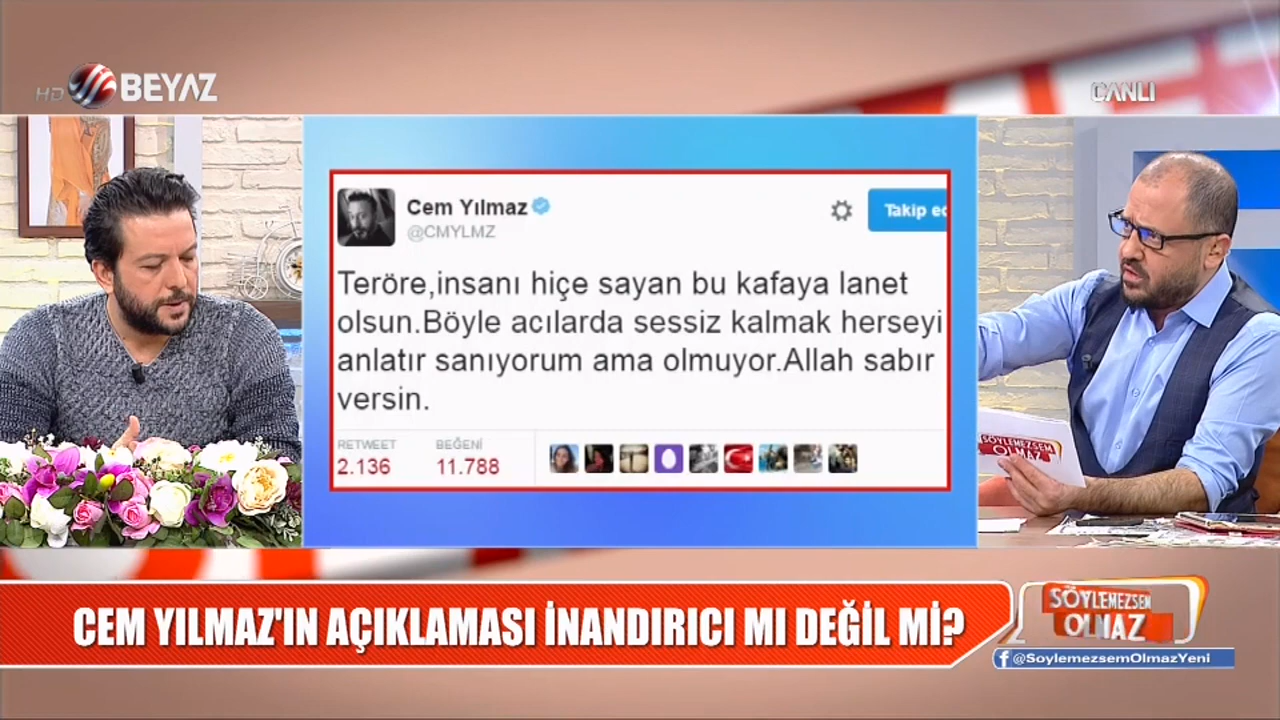 HD BEYAZ
CANLI
Cem Yılmaz
@CMYLMZ
Takip ed
Teröre,insanı hiçe sayan bu kafaya lanet
olsun.Böyle acılarda sessiz kalmak herseyi
anlatır sanıyorum ama olmuyor.Allah sabır
versin.
RETWEET BEĞENİ
2.136 11.788
SÖYLEMEZSEM
OLMAZ
CEM YILMAZ'IN AÇIKLAMASI İNANDIRICI MI DEĞİL Mİ?
SÖYLEMEZSEM
OLMAZ
f @SoylemezsemOlmazYeni